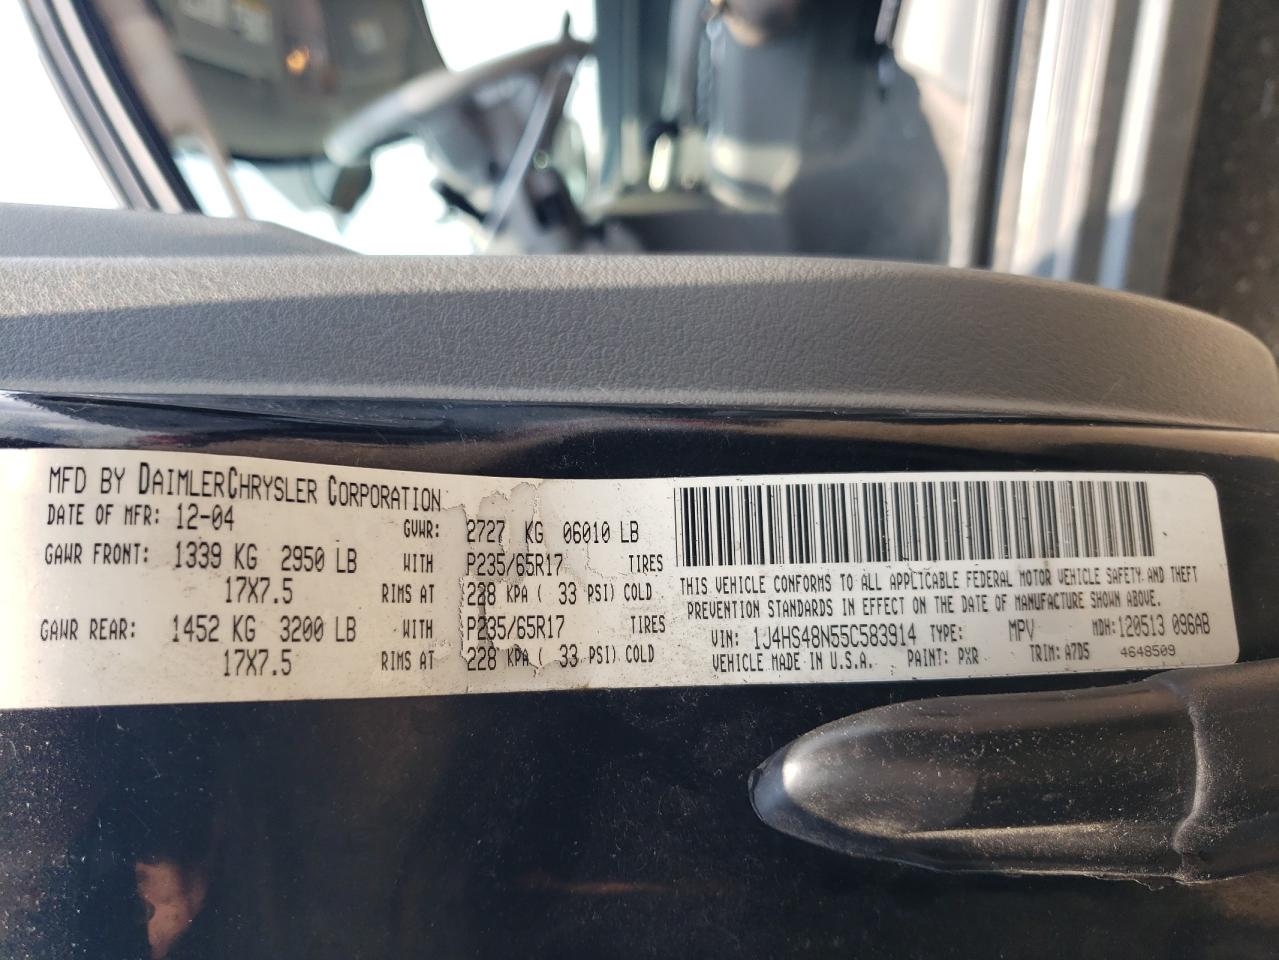 MFD BY DAIMLERCHRYSLER CORPORATION
DATE OF MFR: 12-04 GVWR: 2727 KG 06010 LB
GAWR FRONT: 1339 KG 2950 LB WITH P235/65R17 TIRES
17X7.5 RIMS AT 228 KPA ( 33 PSI) COLD
GAWR REAR: 1452 KG 3200 LB WITH P235/65R17 TIRES
17X7.5 RIMS AT 228 KPA ( 33 PSI) COLD
THIS VEHICLE CONFORMS TO ALL APPLICABLE FEDERAL MOTOR VEHICLE SAFETY AND THEFT
PREVENTION STANDARDS IN EFFECT ON THE DATE OF MANUFACTURE SHOWN ABOVE.
VIN: 1J4HS48N55C583914 TYPE: MPV MDH: 120513 096AB
VEHICLE MADE IN U.S.A. PAINT: PXR TRIM: A7D5 4648509